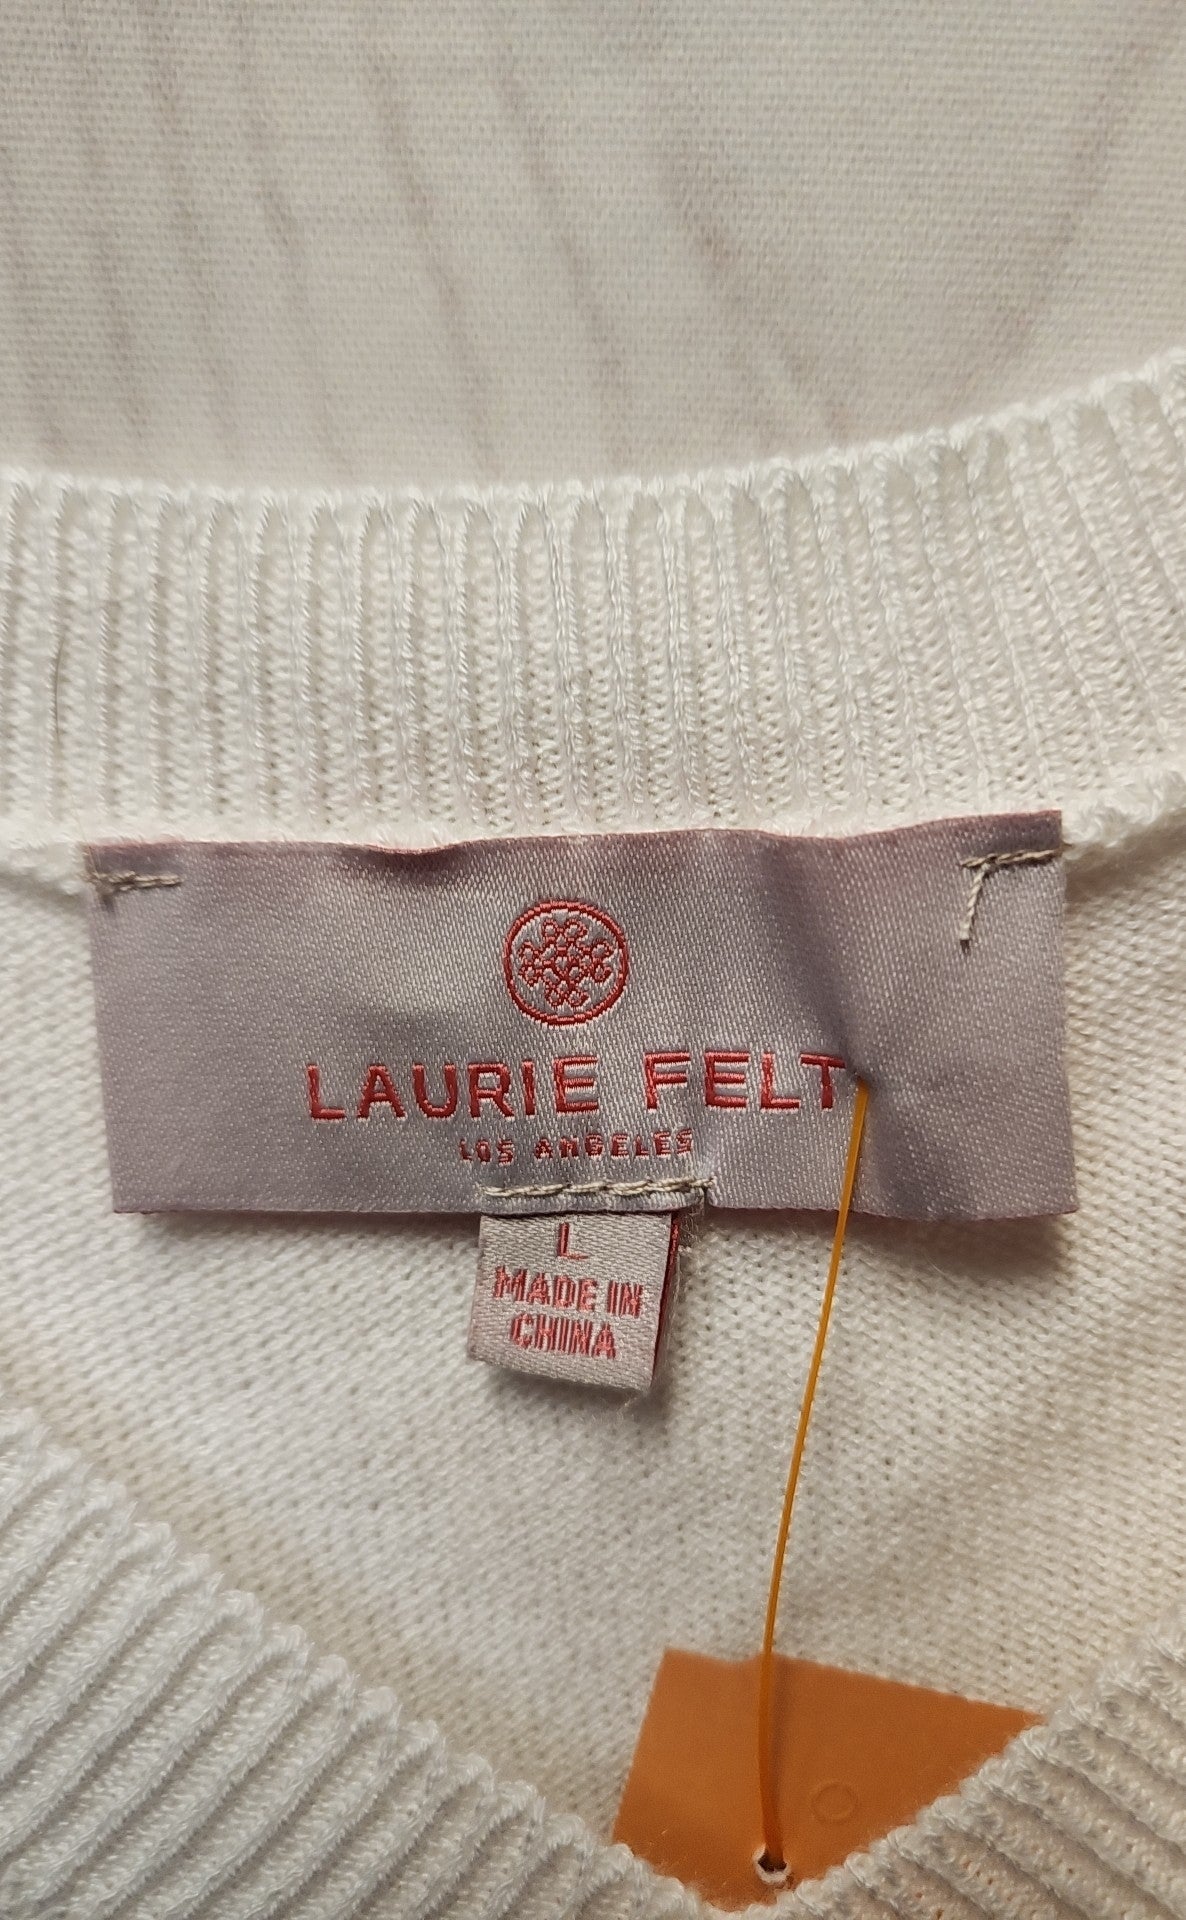 LAURIE FELT
LOS ANGELES
L
MADE IN
CHINA